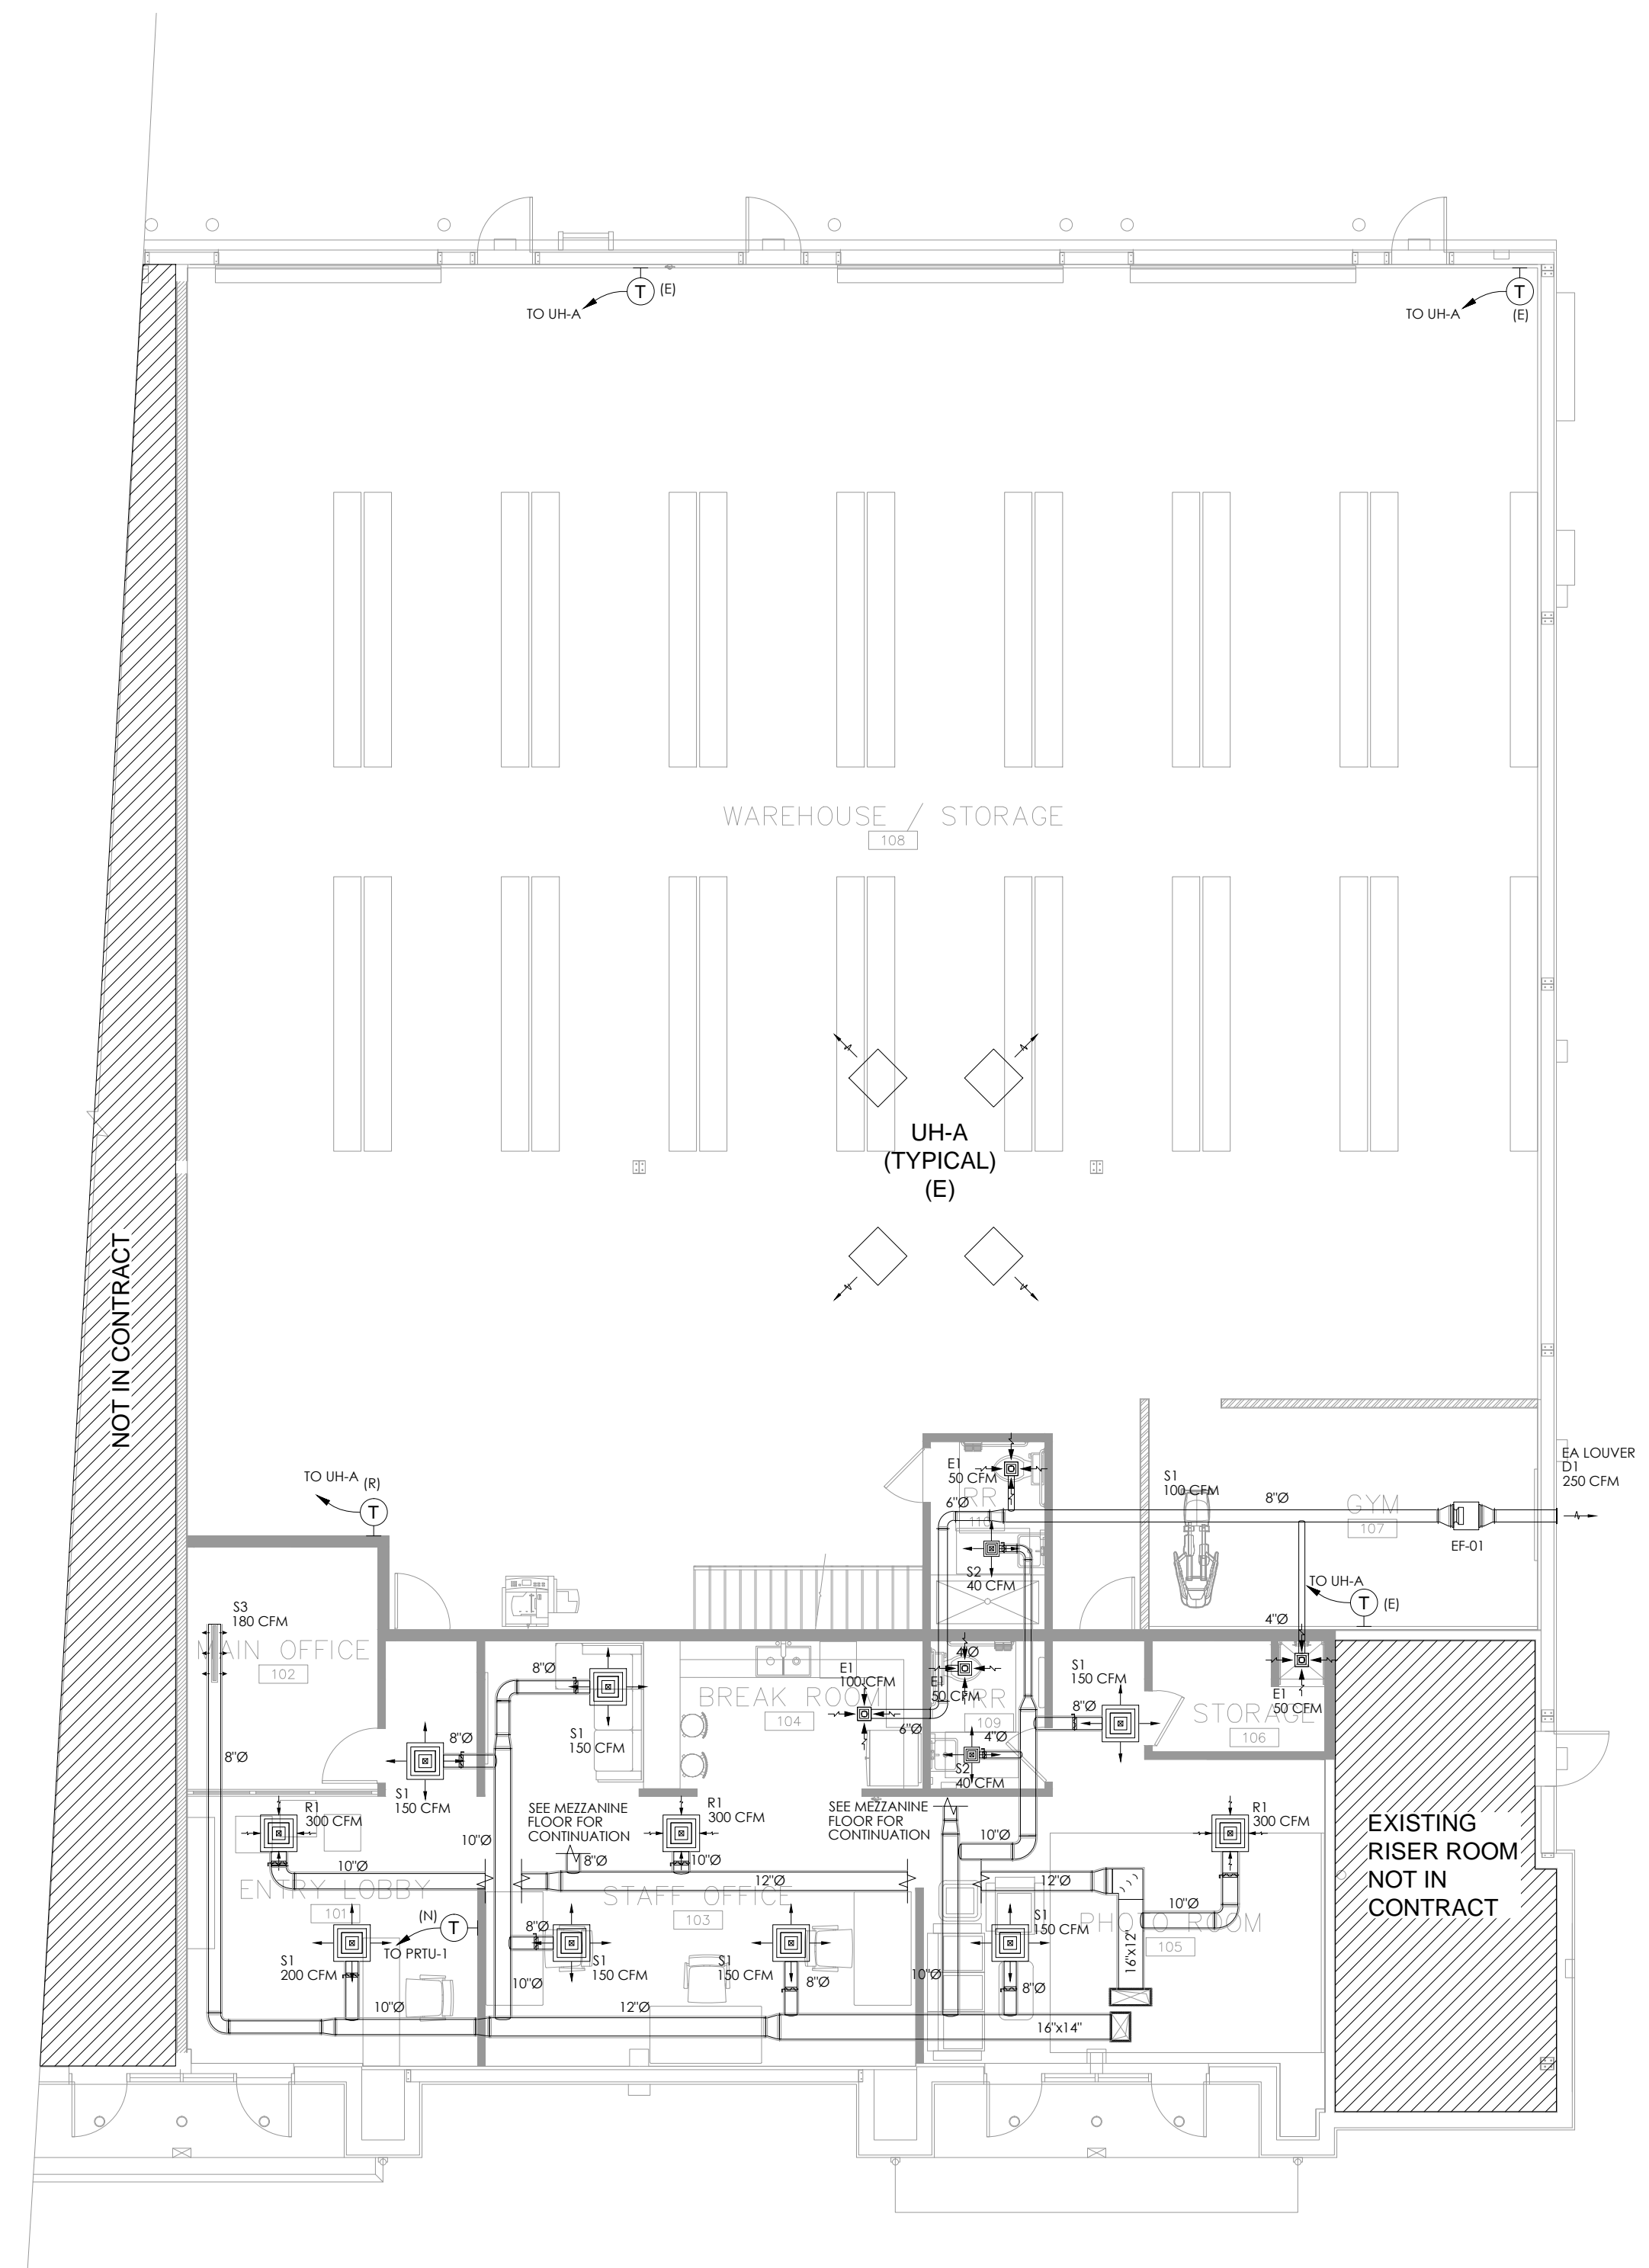 (E)
TO UH-A
TO UH-A
(E)
T
T
WAREHOUSE / STORAGE
108
UH-A
(TYPICAL)
(E)
NOT IN CONTRACT
EA LOUVER
D1
250 CFM
E1
50 CFM
RR
110
6"Ø
S1
100 CFM
8"Ø
GYM
107
EF-01
TO UH-A
(R)
T
S2
40 CFM
TO UH-A
T
(E)
4"Ø
S3
180 CFM
MAIN OFFICE
102
8"Ø
8"Ø
S1
150 CFM
8"Ø
S1
150 CFM
BREAK ROOM
104
E1
100 CFM
6"Ø
4"Ø
E1
50 CFM
RR
109
4"Ø
S2
40 CFM
S1
150 CFM
8"Ø
STORAGE
106
E1
50 CFM
R1
300 CFM
10"Ø
SEE MEZZANINE
FLOOR FOR
CONTINUATION
8"Ø
R1
300 CFM
10"Ø
SEE MEZZANINE
FLOOR FOR
CONTINUATION
10"Ø
R1
300 CFM
EXISTING
RISER ROOM
NOT IN
CONTRACT
10"Ø
ENTRY LOBBY
101
12"Ø
STAFF OFFICE
103
12"Ø
10"Ø
PHOTO ROOM
105
16"x12"
(N)
T
TO PRTU-1
S1
200 CFM
10"Ø
8"Ø
S1
150 CFM
10"Ø
S1
150 CFM
8"Ø
12"Ø
10"Ø
S1
150 CFM
8"Ø
16"x14"